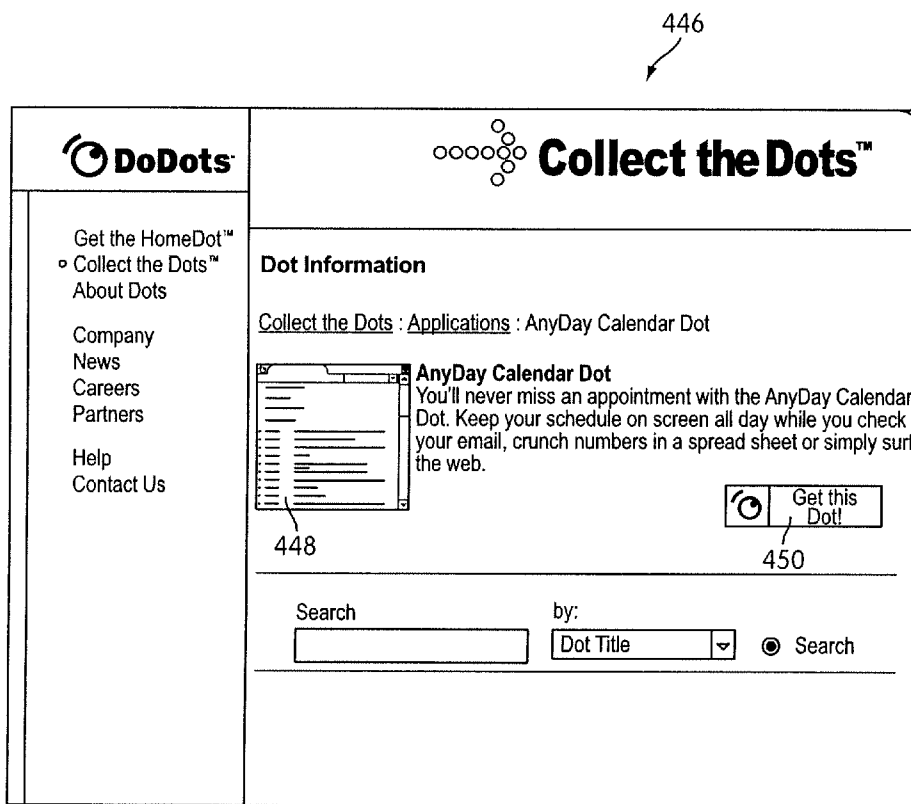 446
DoDots
Collect the Dots™
Get the HomeDot™
Collect the Dots™
About Dots
Company
News
Careers
Partners
Help
Contact Us
Dot Information
Collect the Dots : Applications : AnyDay Calendar Dot
AnyDay Calendar Dot
You'll never miss an appointment with the AnyDay Calendar
Dot. Keep your schedule on screen all day while you check
your email, crunch numbers in a spread sheet or simply surf
the web.
Get this
Dot!
448
450
Search
by:
Dot Title
Search